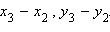 x₃ − x₂ , y₃ − y₂